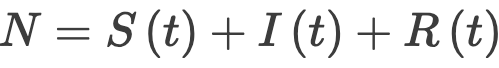 N = S (t) + I (t) + R (t)